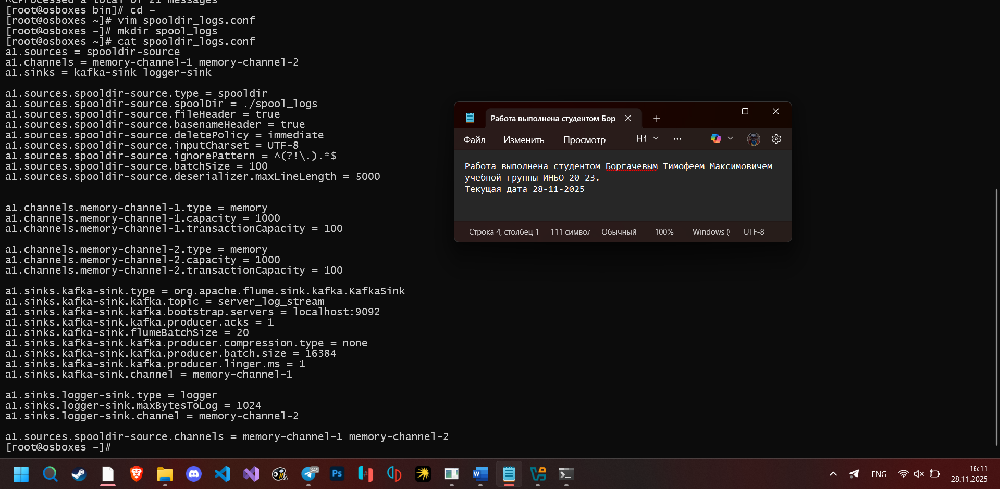 ^CProcessed a total of 21 messages
[root@osboxes bin]# cd ~
[root@osboxes ~]# vim spooldir_logs.conf
[root@osboxes ~]# mkdir spool_logs
[root@osboxes ~]# cat spooldir_logs.conf
a1.sources = spooldir-source
a1.channels = memory-channel-1 memory-channel-2
a1.sinks = kafka-sink logger-sink
a1.sources.spooldir-source.type = spooldir
a1.sources.spooldir-source.spoolDir = ./spool_logs
a1.sources.spooldir-source.fileHeader = true
a1.sources.spooldir-source.basenameHeader = true
a1.sources.spooldir-source.deletePolicy = immediate
a1.sources.spooldir-source.inputCharset = UTF-8
a1.sources.spooldir-source.ignorePattern = ^(?!\.).*$
a1.sources.spooldir-source.batchSize = 100
a1.sources.spooldir-source.deserializer.maxLineLength = 5000
a1.channels.memory-channel-1.type = memory
a1.channels.memory-channel-1.capacity = 1000
a1.channels.memory-channel-1.transactionCapacity = 100
a1.channels.memory-channel-2.type = memory
a1.channels.memory-channel-2.capacity = 1000
a1.channels.memory-channel-2.transactionCapacity = 100
a1.sinks.kafka-sink.type = org.apache.flume.sink.kafka.KafkaSink
a1.sinks.kafka-sink.kafka.topic = server_log_stream
a1.sinks.kafka-sink.kafka.bootstrap.servers = localhost:9092
a1.sinks.kafka-sink.kafka.producer.acks = 1
a1.sinks.kafka-sink.flumeBatchSize = 20
a1.sinks.kafka-sink.kafka.producer.compression.type = none
a1.sinks.kafka-sink.kafka.producer.batch.size = 16384
a1.sinks.kafka-sink.kafka.producer.linger.ms = 1
a1.sinks.kafka-sink.channel = memory-channel-1
a1.sinks.logger-sink.type = logger
a1.sinks.logger-sink.maxBytesToLog = 1024
a1.sinks.logger-sink.channel = memory-channel-2
a1.sources.spooldir-source.channels = memory-channel-1 memory-channel-2
[root@osboxes ~]#
Работа выполнена студентом Бор
Файл Изменить Просмотр H1
Работа выполнена студентом Боргачевым Тимофеем Максимовичем
учебной группы ИНБО-20-23.
Текущая дата 28-11-2025
Строка 4, столбец 1 111 символ Обычный 100% Windows ( UTF-8
349
Ps
ENG
16:11
28.11.2025